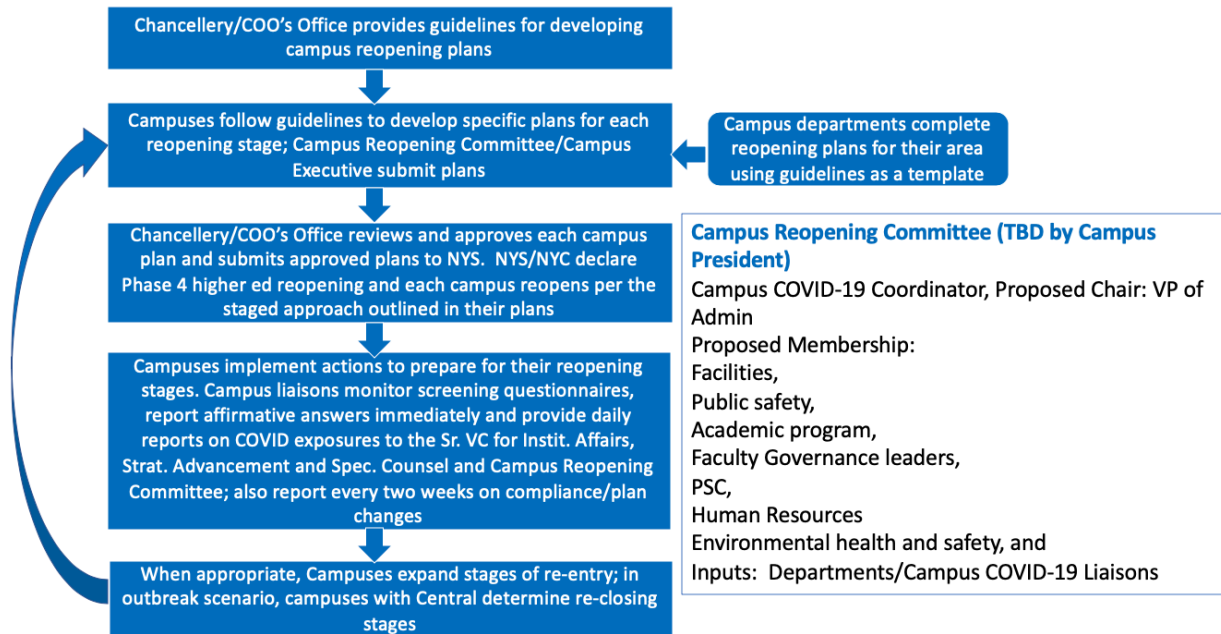 Chancellery/COO's Office provides guidelines for developing
campus reopening plans
Campuses follow guidelines to develop specific plans for each
reopening stage; Campus Reopening Committee/Campus
Executive submit plans
Campus departments complete
reopening plans for their area
using guidelines as a template
Chancellery/COO's Office reviews and approves each campus
plan and submits approved plans to NYS.  NYS/NYC declare
Phase 4 higher ed reopening and each campus reopens per the
staged approach outlined in their plans
Campuses implement actions to prepare for their reopening
stages. Campus liaisons monitor screening questionnaires,
report affirmative answers immediately and provide daily
reports on COVID exposures to the Sr. VC for Instit. Affairs,
Strat. Advancement and Spec. Counsel and Campus Reopening
Committee; also report every two weeks on compliance/plan
changes
When appropriate, Campuses expand stages of re-entry; in
outbreak scenario, campuses with Central determine re-closing
stages
Campus Reopening Committee (TBD by Campus
President)
Campus COVID-19 Coordinator, Proposed Chair: VP of
Admin
Proposed Membership:
Facilities,
Public safety,
Academic program,
Faculty Governance leaders,
PSC,
Human Resources
Environmental health and safety, and
Inputs:  Departments/Campus COVID-19 Liaisons